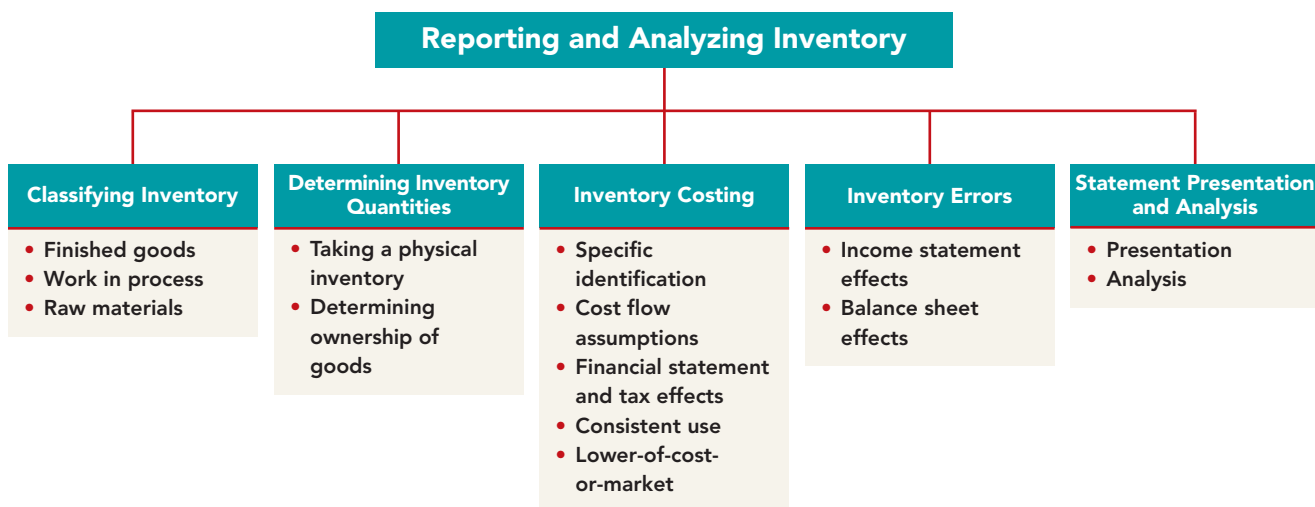 Reporting and Analyzing Inventory
Classifying Inventory
• Finished goods
• Work in process
• Raw materials
Determining Inventory
Quantities
• Taking a physical
inventory
• Determining
ownership of
goods
Inventory Costing
• Specific
identification
• Cost flow
assumptions
• Financial statement
and tax effects
• Consistent use
• Lower-of-cost-
or-market
Inventory Errors
• Income statement
effects
• Balance sheet
effects
Statement Presentation
and Analysis
• Presentation
• Analysis